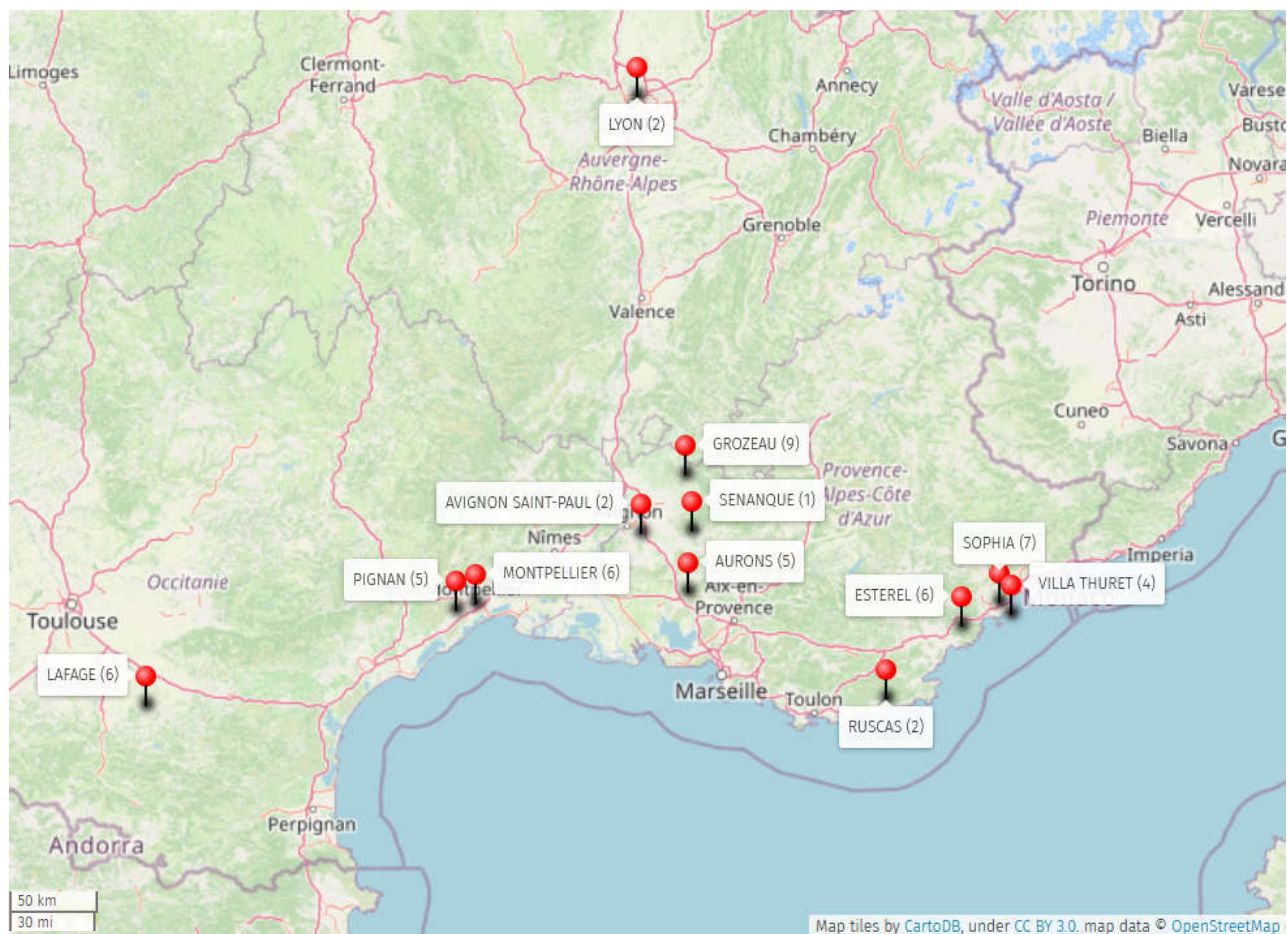 Limoges
Clermont-
Ferrand
Annecy
LYON (2)
Chambéry
Valle d'Aosta /
Vallée d'Aoste
Varese
Busto
Biella
Novara
Auvergne-
Rhône-Alpes
Grenoble
Piemonte
Vercelli
Torino
Alessand
Asti
Valence
Cuneo
Savona
G
GROZEAU (9)
Provence-
Alpes-Côte
d'Azur
AVIGNON SAINT-PAUL (2)
SENANQUE (1)
Nîmes
SOPHIA (7)
Imperia
PIGNAN (5)
MONTPELLIER (6)
AURONS (5)
Aix-en-
Provence
ESTEREL (6)
VILLA THURET (4)
Occitanie
Toulouse
LAFAGE (6)
Marseille
Toulon
RUSCAS (2)
Perpignan
Andorra
50 km
30 mi
Map tiles by CartoDB, under CC BY 3.0. map data © OpenStreetMap